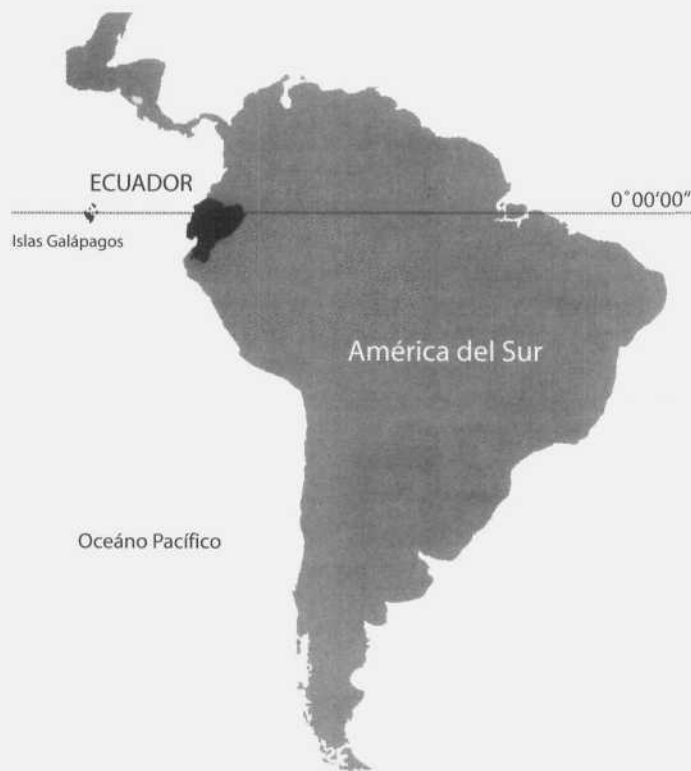 ECUADOR
0°00'00"
Islas Galápagos
América del Sur
Oceáno Pacífico